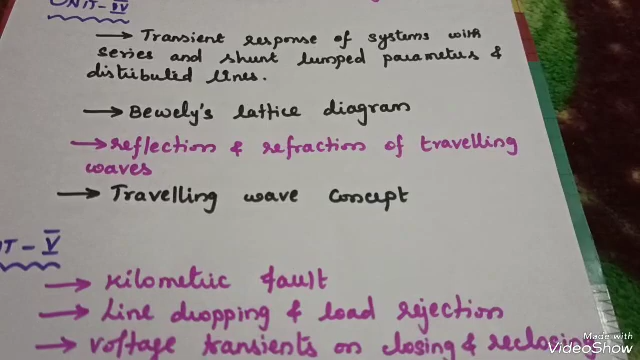 UNIT - IV
→ Transient response of systems with
series and shunt lumped parameters &
distributed lines.
→ Bewely's lattice diagram
→ reflection & refraction of travelling
waves
→ Travelling wave concept
IT - V
→ Kilometric fault
→ Line dropping & load rejection
→ voltage transients on closing & reclosing
Made with
VideoShow